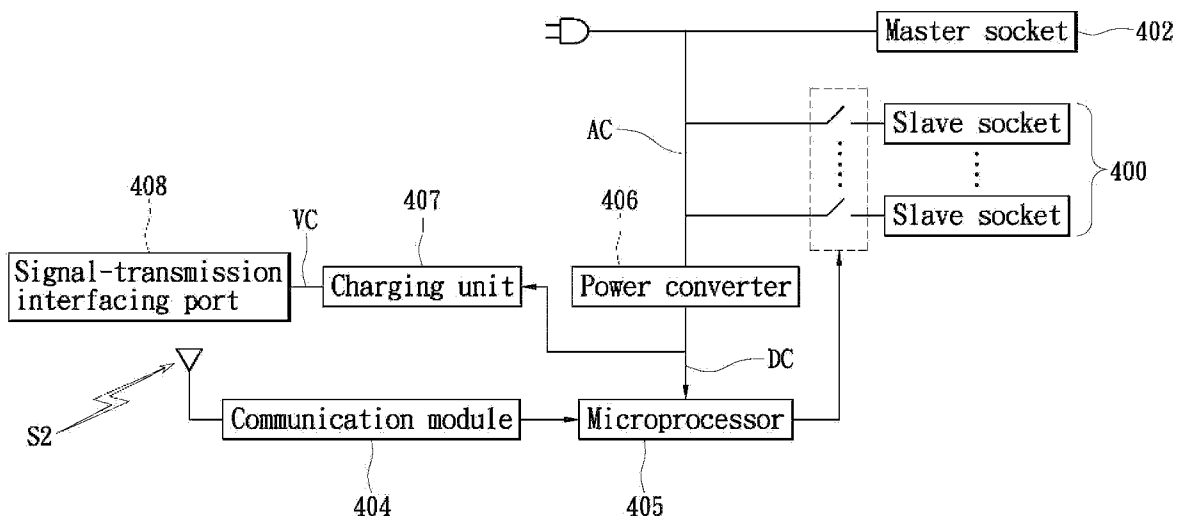 Master socket
402
Slave socket
AC
400
408
407
406
VC
Slave socket
Signal-transmission
interfacing port
Charging unit
Power converter
DC
Communication module
Microprocessor
S2
404
405